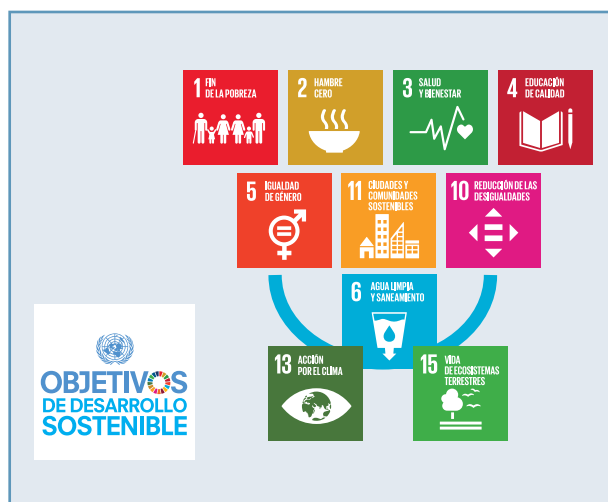 1 FIN
DE LA POBREZA
2 HAMBRE
CERO
3 SALUD
Y BIENESTAR
4 EDUCACIÓN
DE CALIDAD
5 IGUALDAD
DE GÉNERO
11 CIUDADES Y
COMUNIDADES
SOSTENIBLES
10 REDUCCIÓN DE LAS
DESIGUALDADES
6 AGUA LIMPIA
Y SANEAMIENTO
13 ACCIÓN
POR EL CLIMA
15 VIDA
DE ECOSISTEMAS
TERRESTRES
OBJETIVOS
DE DESARROLLO
SOSTENIBLE